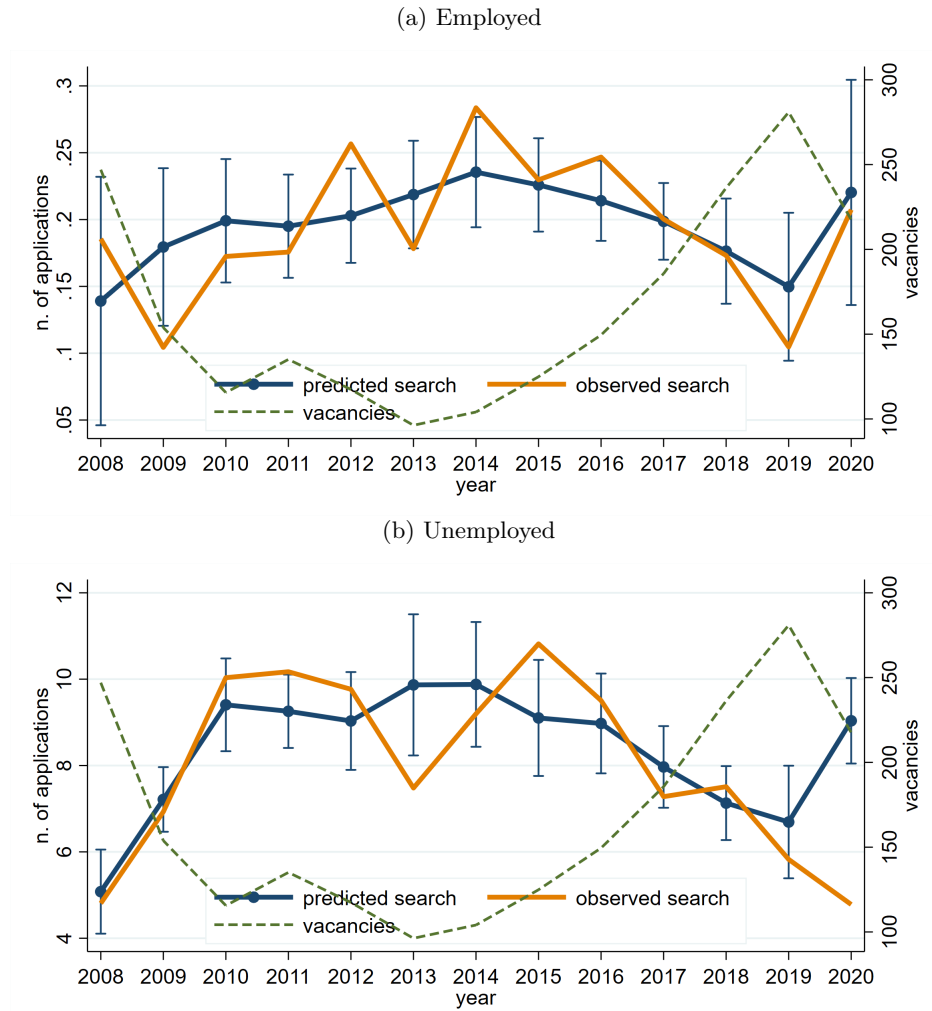 (a) Employed
.3
.25
.2
.15
.1
.05
n. of applications
300
250
200
150
100
vacancies
predicted search
observed search
vacancies
2008 2009 2010 2011 2012 2013 2014 2015 2016 2017 2018 2019 2020
year
(b) Unemployed
12
10
8
6
4
n. of applications
300
250
200
150
100
vacancies
predicted search
observed search
vacancies
2008 2009 2010 2011 2012 2013 2014 2015 2016 2017 2018 2019 2020
year